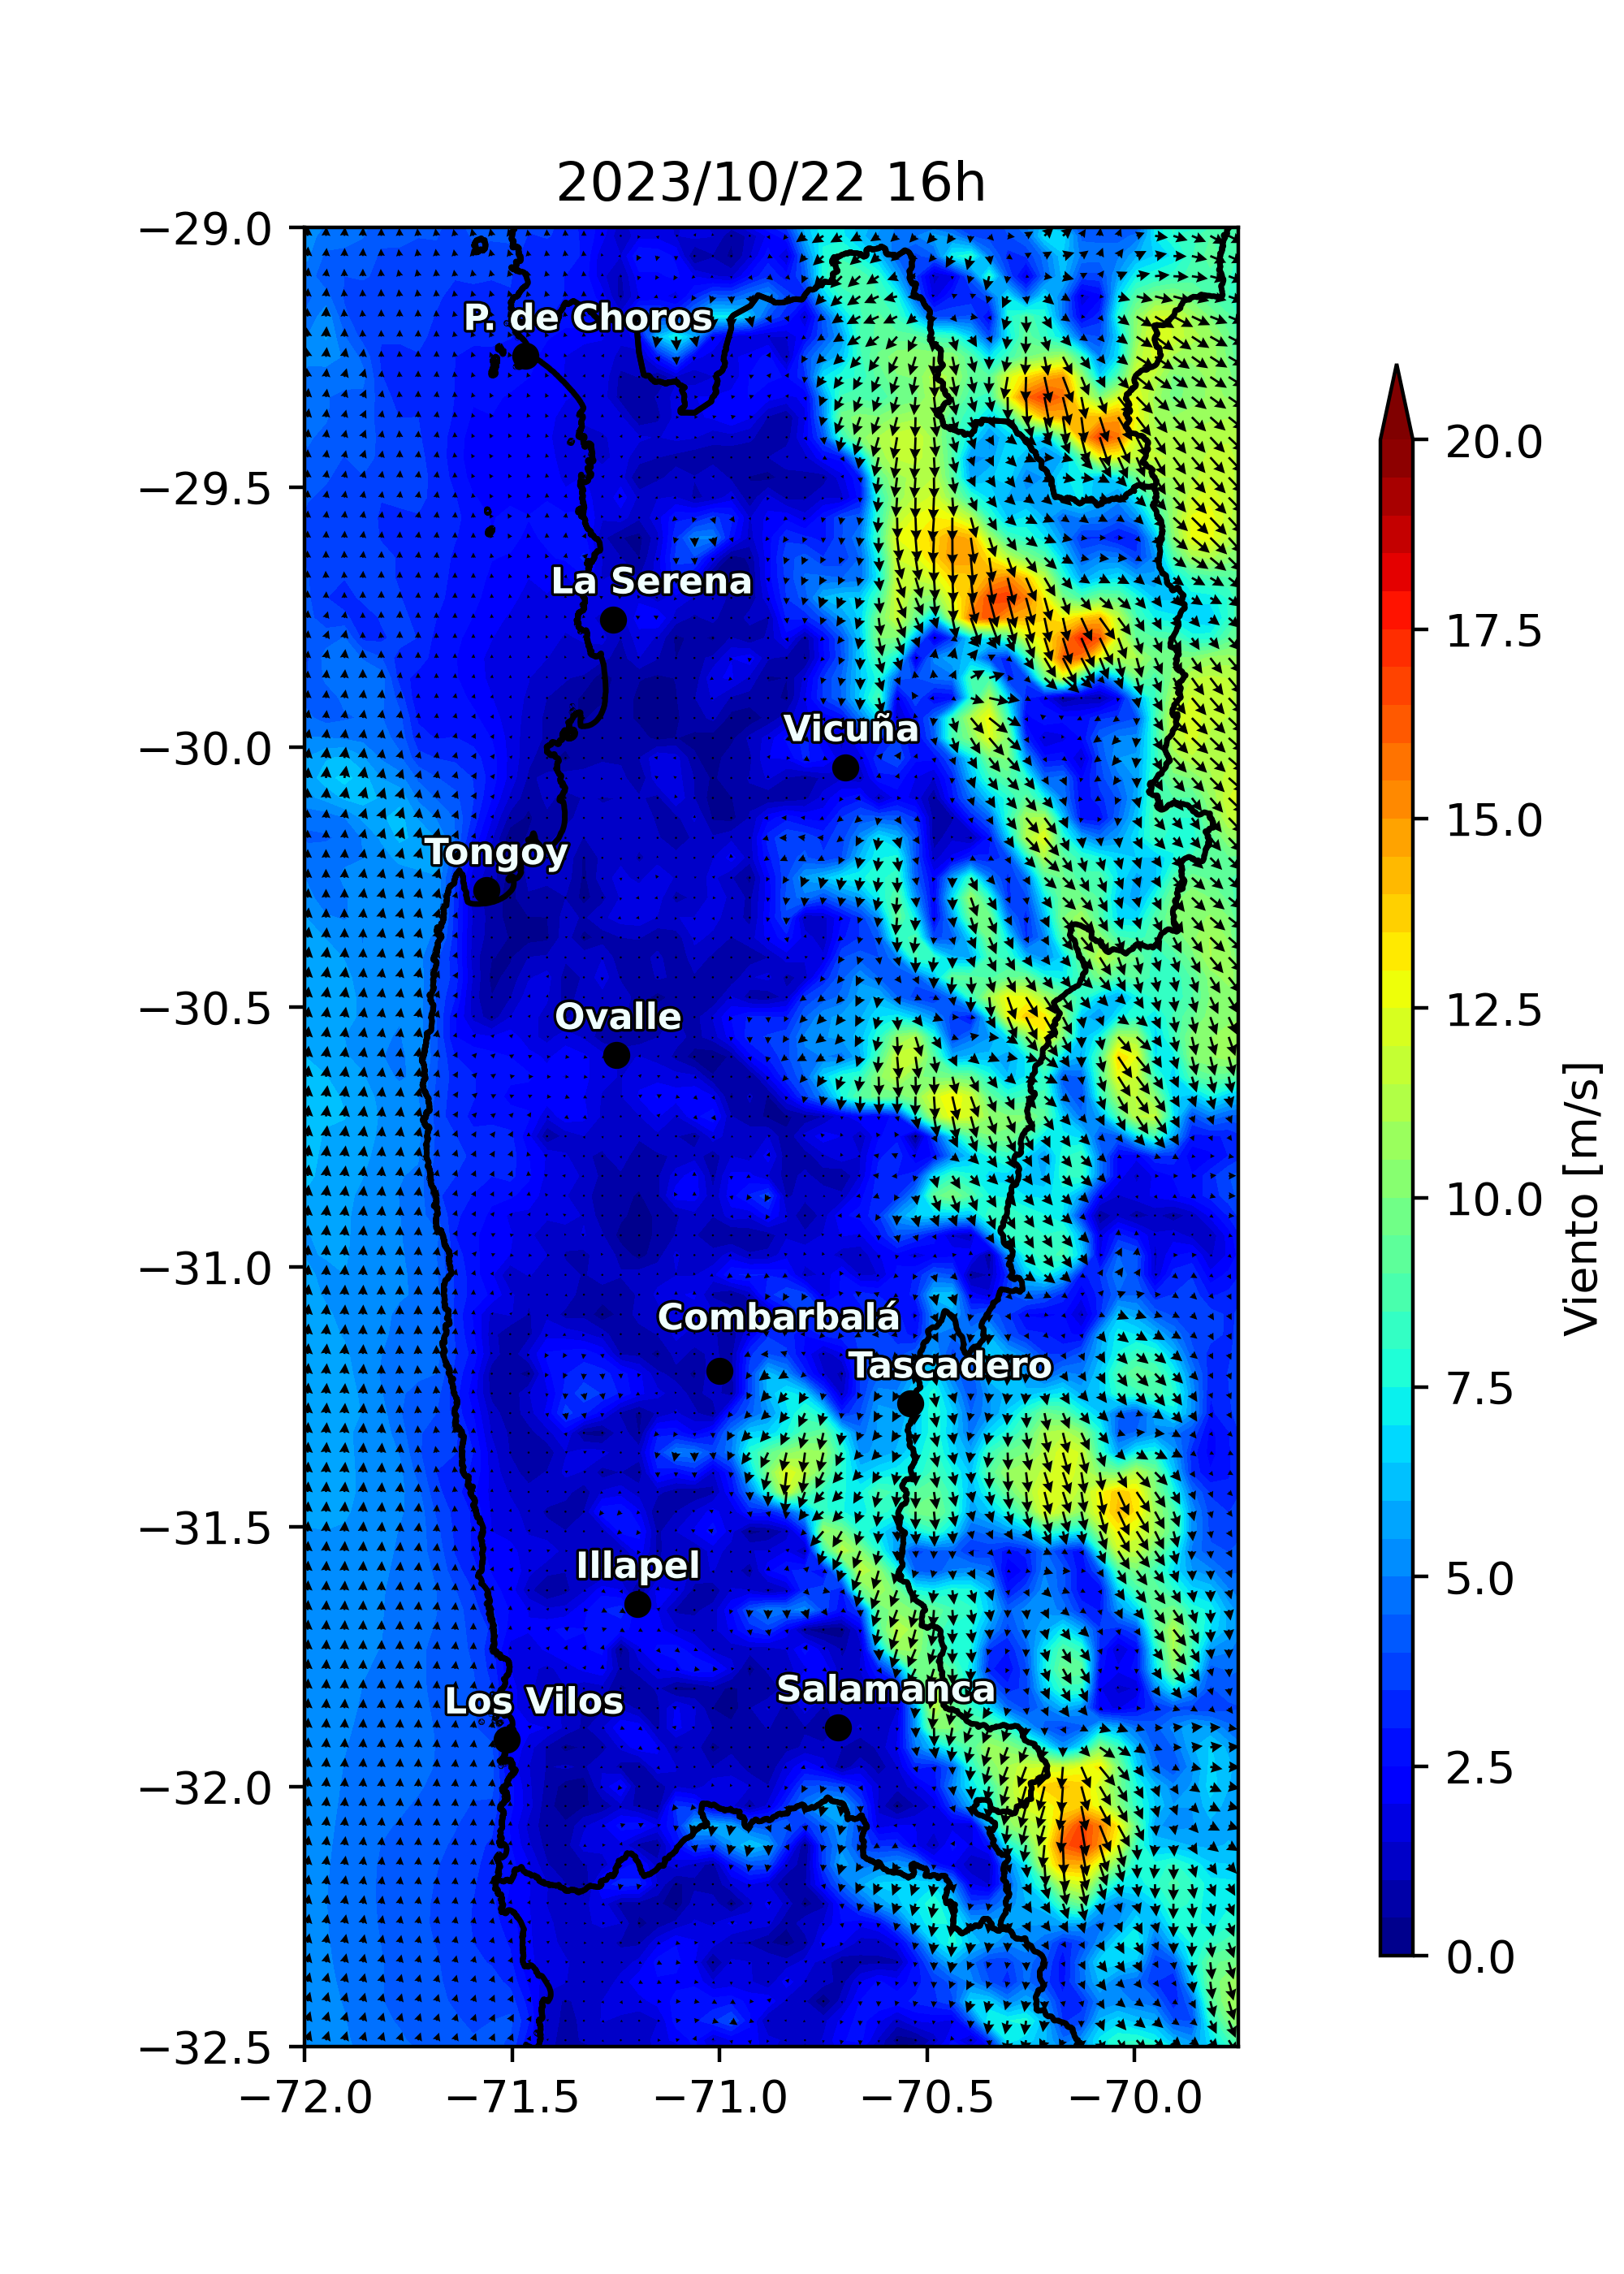 2023/10/22 16h
−29.0
−29.5
−30.0
−30.5
−31.0
−31.5
−32.0
−32.5
−72.0
−71.5
−71.0
−70.5
−70.0
P. de Choros
La Serena
Vicuña
Tongoy
Ovalle
Combarbalá
Tascadero
Illapel
Salamanca
Los Vilos
20.0
17.5
15.0
12.5
10.0
7.5
5.0
2.5
0.0
Viento [m/s]